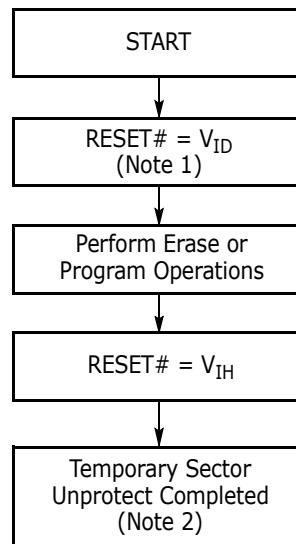 START
RESET# = VID
(Note 1)
Perform Erase or
Program Operations
RESET# = VIH
Temporary Sector
Unprotect Completed
(Note 2)